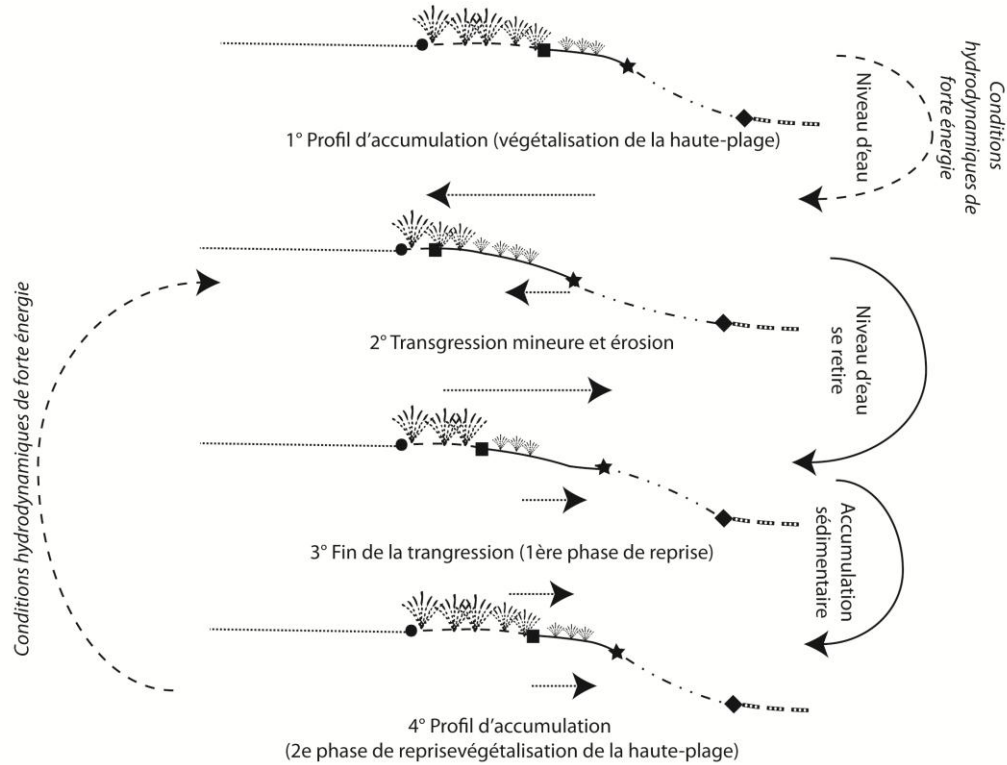 Conditions
hydrodynamiques de
forte énergie
Niveau d'eau
1° Profil d'accumulation (végétalisation de la haute-plage)
Niveau d'eau
se retire
2° Transgression mineure et érosion
Conditions hydrodynamiques de forte énergie
3° Fin de la trangression (1ère phase de reprise)
Accumulation
sédimentaire
4° Profil d'accumulation
(2e phase de reprisevégétalisation de la haute-plage)